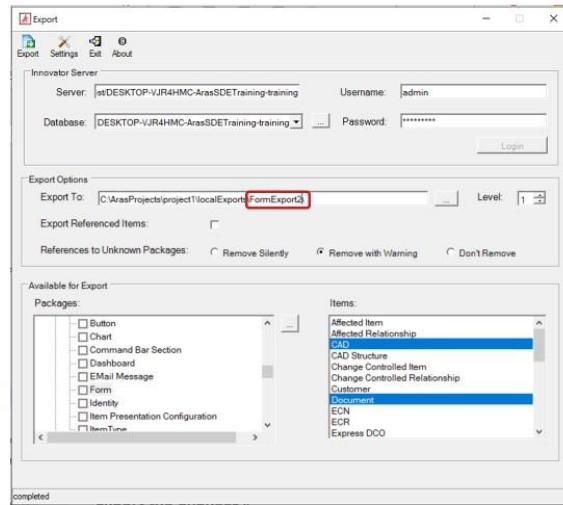 Export
Export Settings Exit About
Innovator Server
Server: st/DESKTOP-VJR4HMC-ArasSDETraining-training Username: admin
Database: DESKTOP-VJR4HMC-ArasSDETraining-training ... Password: *********
Login
Export Options
Export To: C:\ArasProjects\project1\localExports\FormExport2\ ... Level: 1
Export Referenced Items:
References to Unknown Packages: Remove Silently Remove with Warning Don't Remove
Available for Export
Packages: Items:
Button
Chart
Command Bar Section
Dashboard
EMail Message
Form
Identity
Item Presentation Configuration
ItemType
...
Affected Item
Affected Relationship
CAD
CAD Structure
Change Controlled Item
Change Controlled Relationship
Customer
Document
ECN
ECR
Express DCO
completed